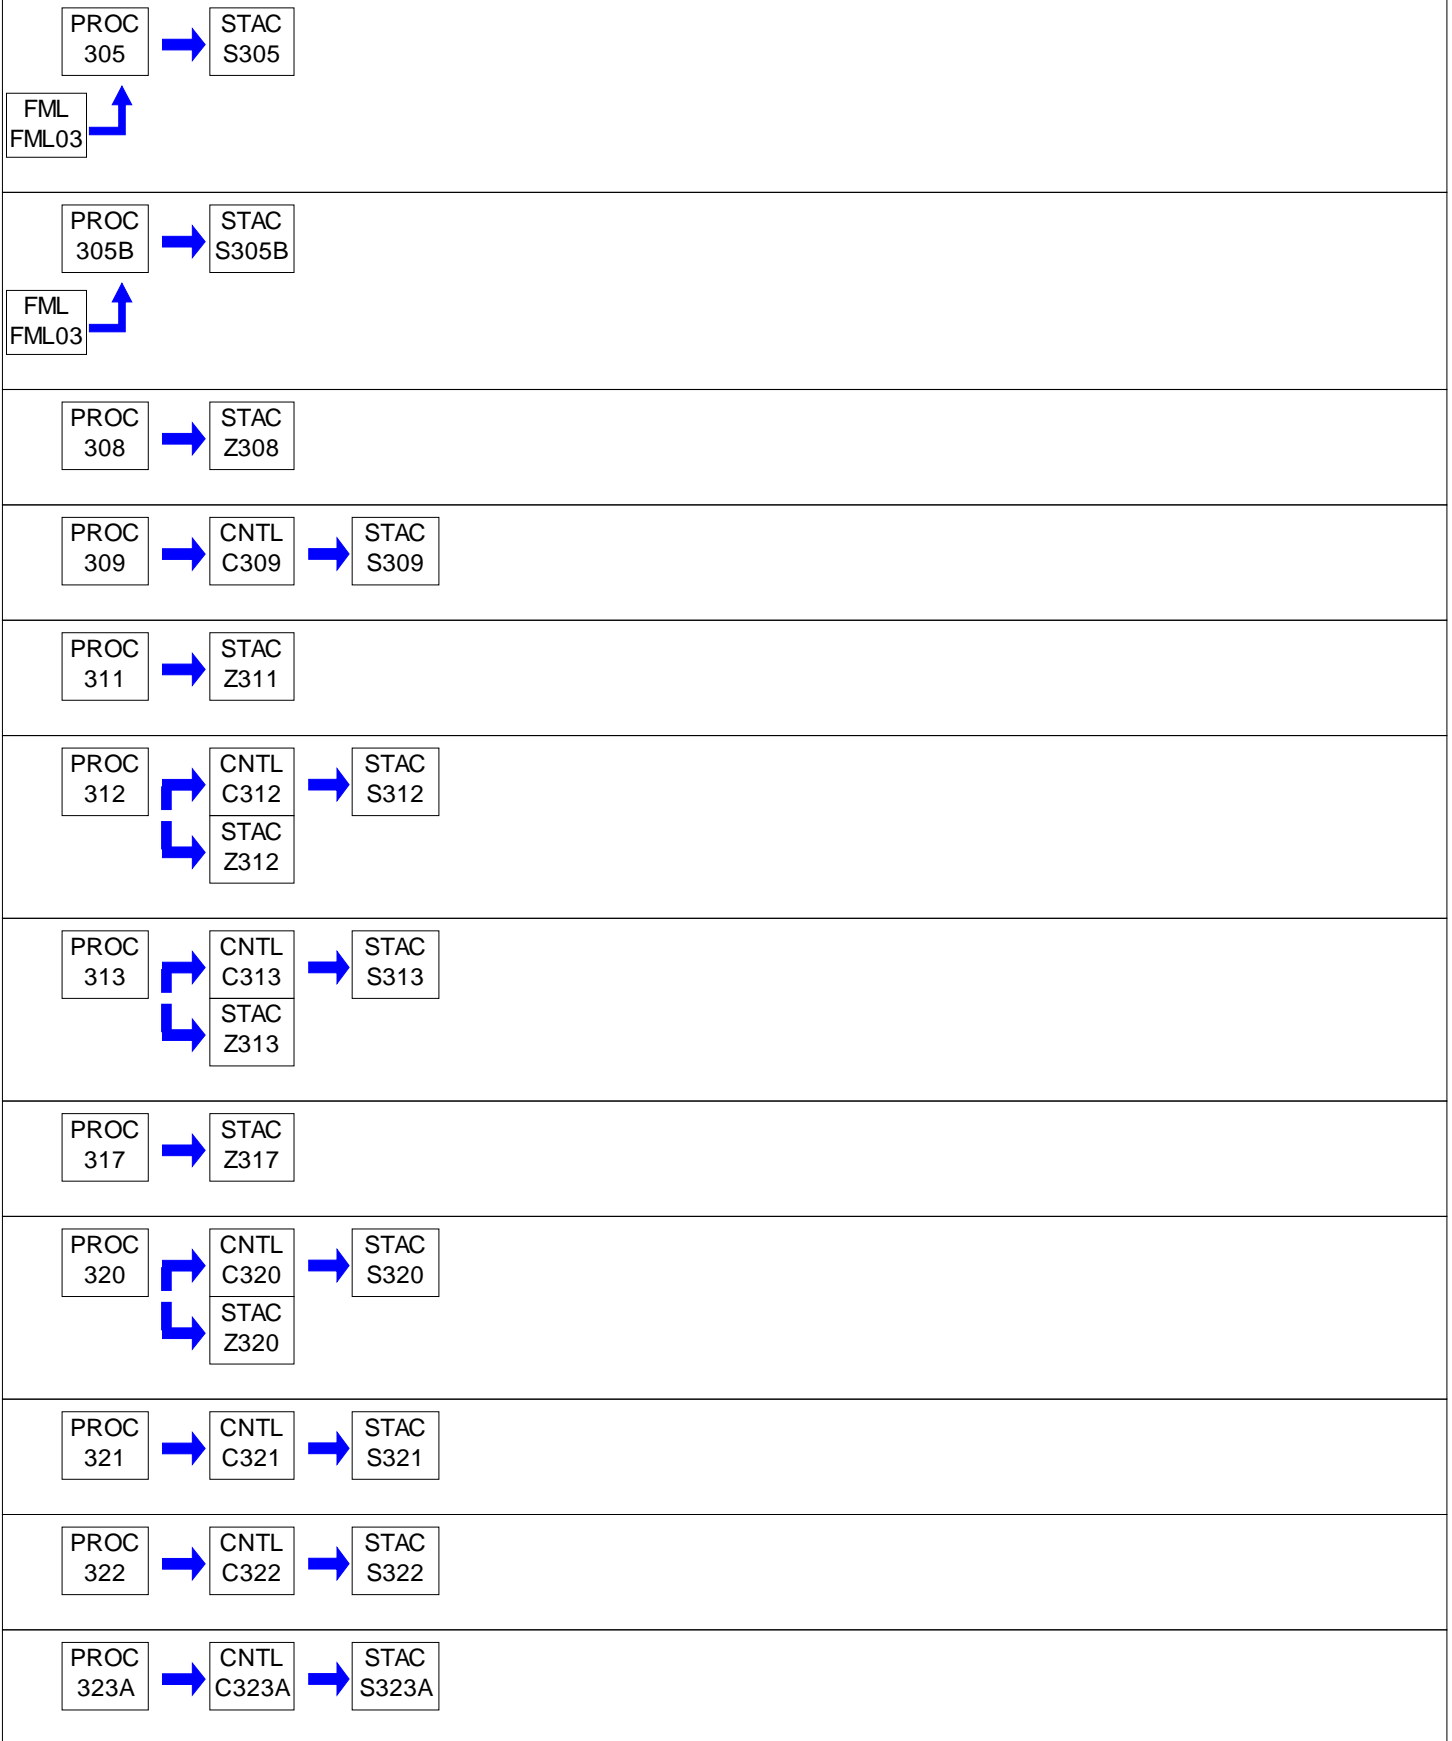 PROC
305
STAC
S305
FML
FML03
PROC
305B
STAC
S305B
FML
FML03
PROC
308
STAC
Z308
PROC
309
CNTL
C309
STAC
S309
PROC
311
STAC
Z311
PROC
312
CNTL
C312
STAC
S312
STAC
Z312
PROC
313
CNTL
C313
STAC
S313
STAC
Z313
PROC
317
STAC
Z317
PROC
320
CNTL
C320
STAC
S320
STAC
Z320
PROC
321
CNTL
C321
STAC
S321
PROC
322
CNTL
C322
STAC
S322
PROC
323A
CNTL
C323A
STAC
S323A